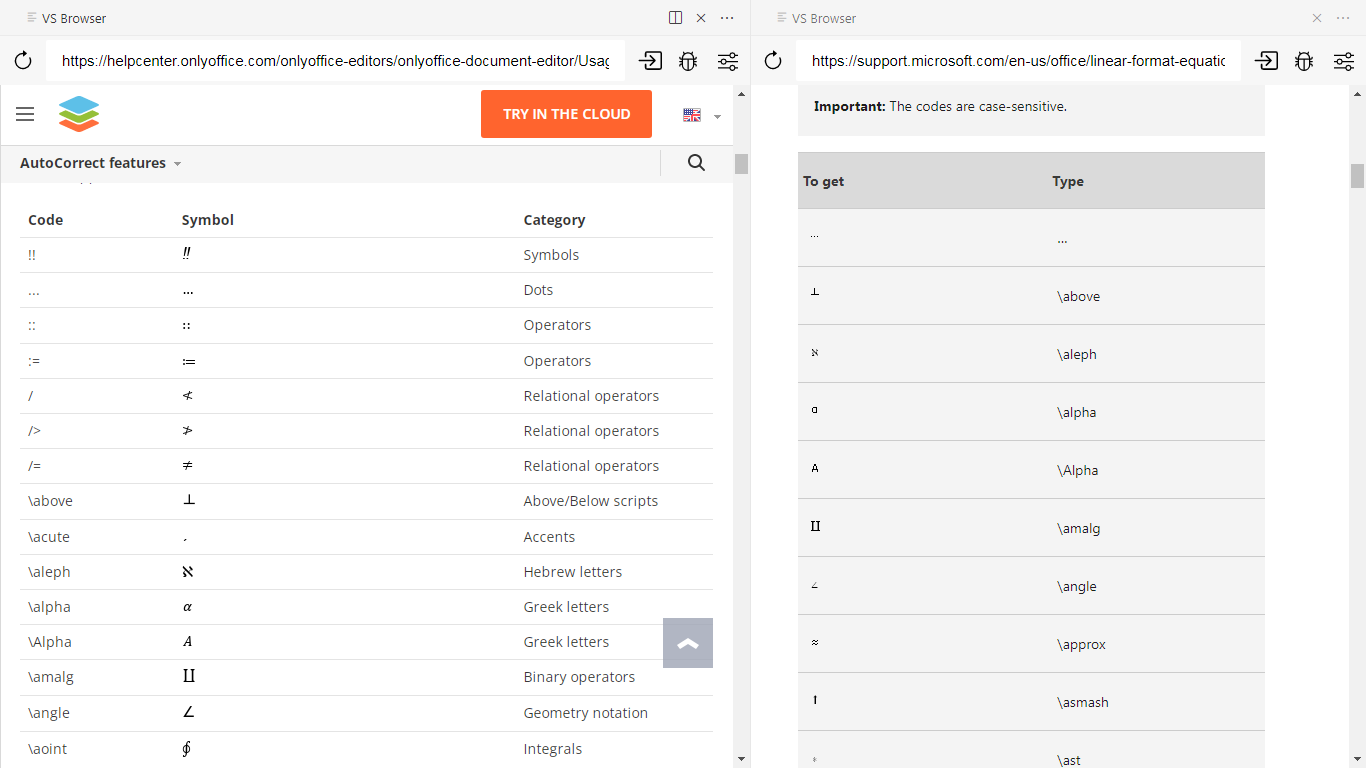 VS Browser
https://helpcenter.onlyoffice.com/onlyoffice-editors/onlyoffice-document-editor/Usag
TRY IN THE CLOUD
AutoCorrect features
Code Symbol Category
!! ‼ Symbols
... … Dots
:: ∷ Operators
:= ≔ Operators
/ ≮ Relational operators
/> ≯ Relational operators
/= ≠ Relational operators
\above ┴ Above/Below scripts
\acute ́ Accents
\aleph ℵ Hebrew letters
\alpha α Greek letters
\Alpha Α Greek letters
\amalg ∐ Binary operators
\angle ∠ Geometry notation
\aoint ∳ Integrals
VS Browser
https://support.microsoft.com/en-us/office/linear-format-equatic
Important: The codes are case-sensitive.
To get Type
… ...
┴ \above
ℵ \aleph
α \alpha
Α \Alpha
∐ \amalg
∠ \angle
≈ \approx
⬆ \asmash
∗ \ast